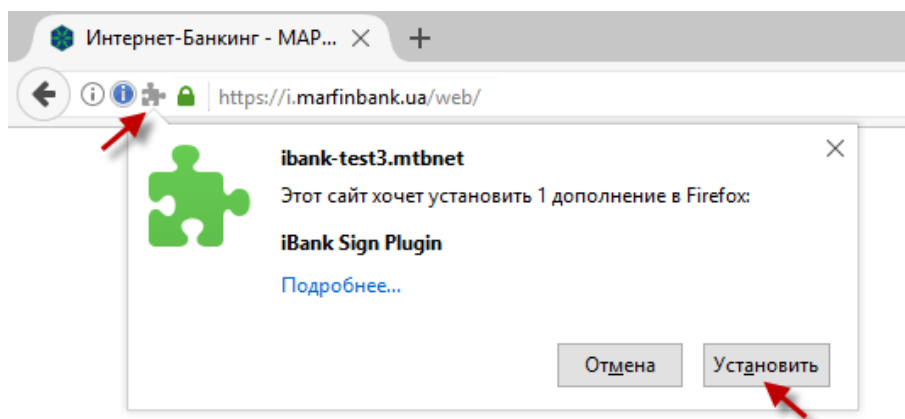 Интернет-Банкинг - МАР...
https://i.marfinbank.ua/web/
ibank-test3.mtbnet
Этот сайт хочет установить 1 дополнение в Firefox:
iBank Sign Plugin
Подробнее...
Отмена
Установить